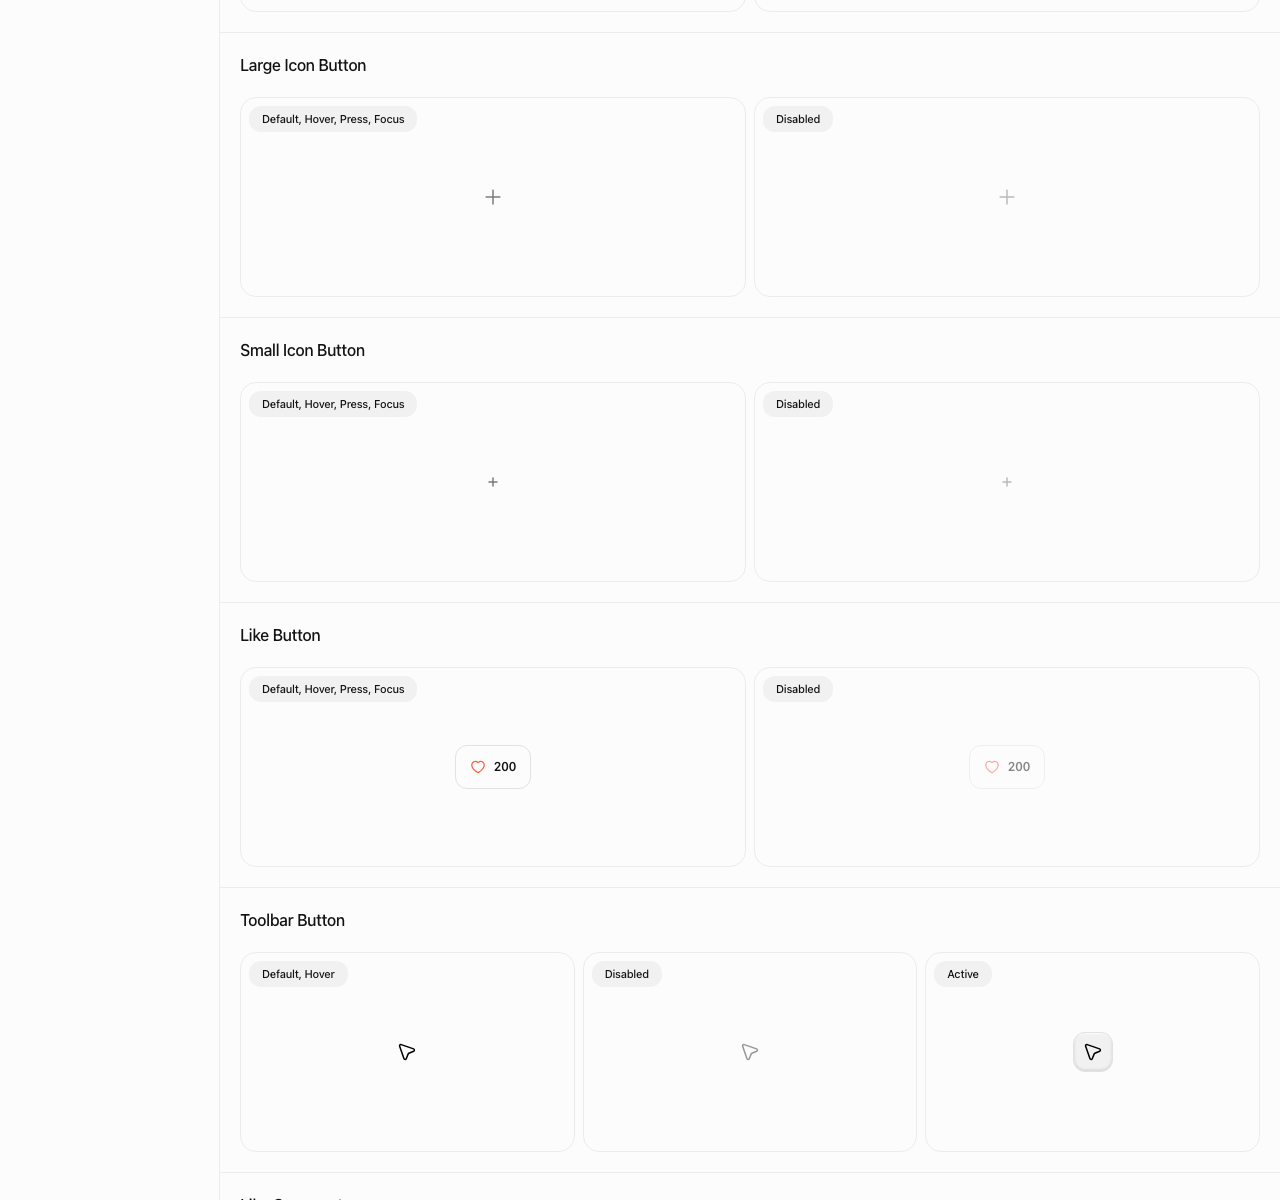 Large Icon Button
Default, Hover, Press, Focus
Disabled
Small Icon Button
Default, Hover, Press, Focus
Disabled
Like Button
Default, Hover, Press, Focus
Disabled
200
200
Toolbar Button
Default, Hover
Disabled
Active